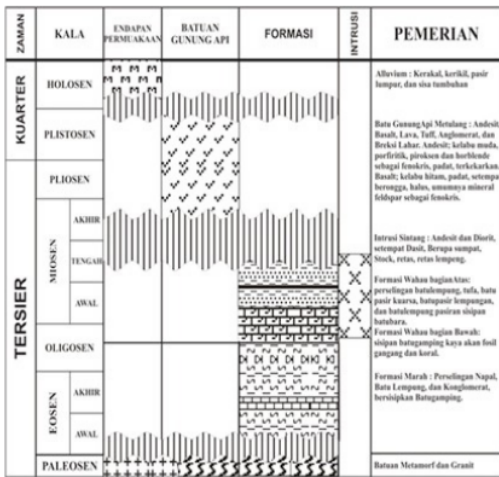 ZAMAN
KALA
ENDAPAN
PERMUAKAAN
BATUAN
GUNUNG API
FORMASI
INTRUSI
PEMERIAN
KUARTER
HOLOSEN
PLISTOSEN
TERSIER
PLIOSEN
MIOSEN
AKHIR
TENGAH
AWAL
OLIGOSEN
EOSEN
AKHIR
AWAL
PALEOSEN
Alluvium : Kerakal, kerikil, pasir
lumpur, dan sisa tumbuhan
Batu GunungApi Metulang : Andesit
Basalt, Lava, Tuff, Anglomerat, dan
Breksi Lahar. Andesit; kelabu muda,
porfiritik, piroksen dan horblende
sebagai fenokris, padat, terkekarkan.
Basalt; kelabu hitam, padat, setempat
berongga, halus, umumnya mineral
feldspar sebagai fenokris.
Intrusi Sintang : Andesit dan Diorit,
setempat Dasit, Berupa sumpat,
Stock, retas, retas lempeng.
Formasi Wahau bagianAtas:
perselingan batulempung, tufa, batu
pasir kuarsa, batupasir lempungan,
dan batulempung pasiran sisipan
batubara.
Formasi Wahau bagian Bawah:
sisipan batugamping kaya akan fosil
gangang dan koral.
Formasi Marah : Perselingan Napal,
Batu Lempung, dan Konglomerat,
bersisipkan Batugamping.
Batuan Metamorf dan Granit